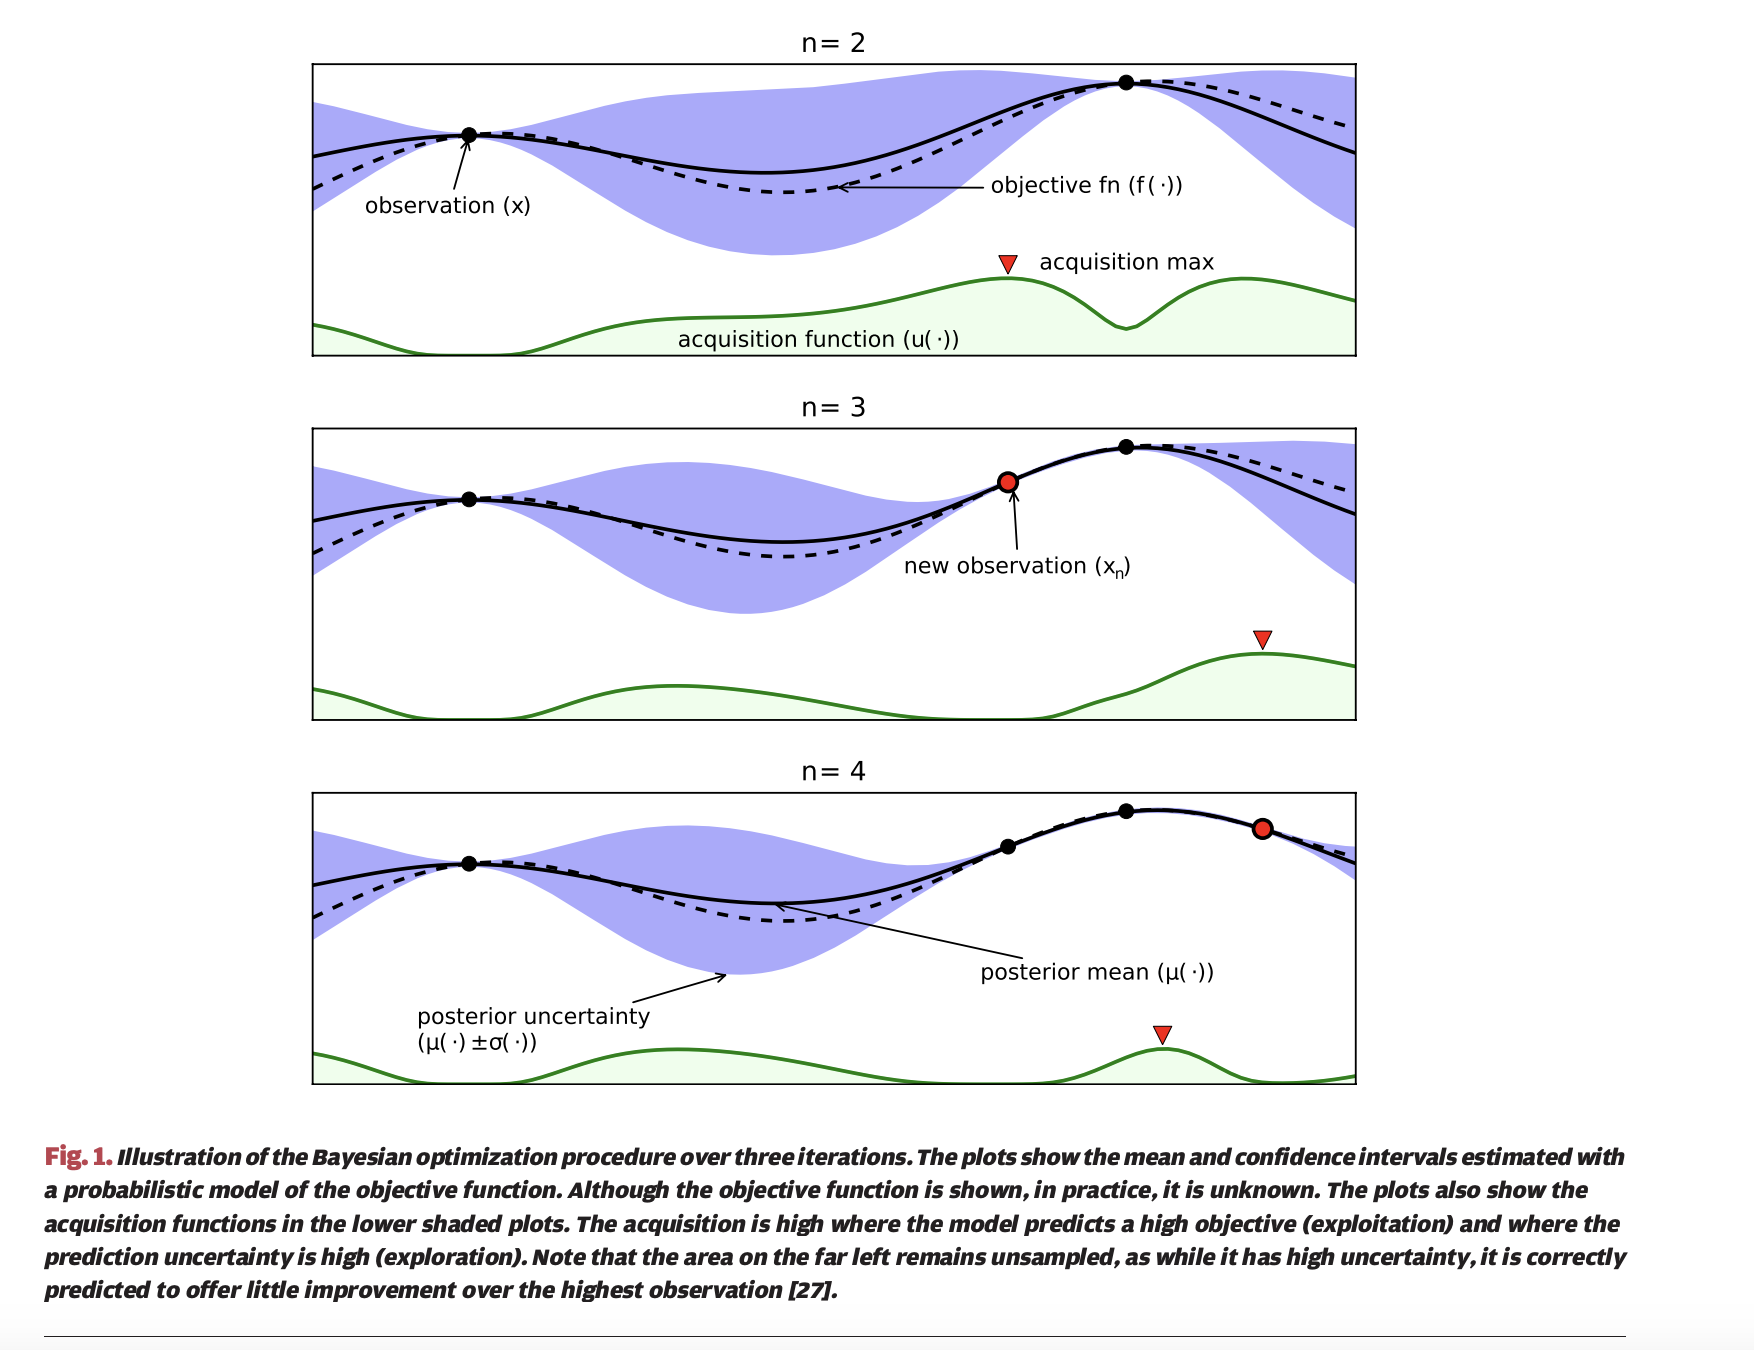 n= 2
observation (x)
objective fn (f(·))
acquisition max
acquisition function (u(·))
n= 3
new observation (xₙ)
n= 4
posterior mean (μ(·))
posterior uncertainty
(μ(·) ±σ(·))
Fig. 1. Illustration of the Bayesian optimization procedure over three iterations. The plots show the mean and confidence intervals estimated with
a probabilistic model of the objective function. Although the objective function is shown, in practice, it is unknown. The plots also show the
acquisition functions in the lower shaded plots. The acquisition is high where the model predicts a high objective (exploitation) and where the
prediction uncertainty is high (exploration). Note that the area on the far left remains unsampled, as while it has high uncertainty, it is correctly
predicted to offer little improvement over the highest observation [27].